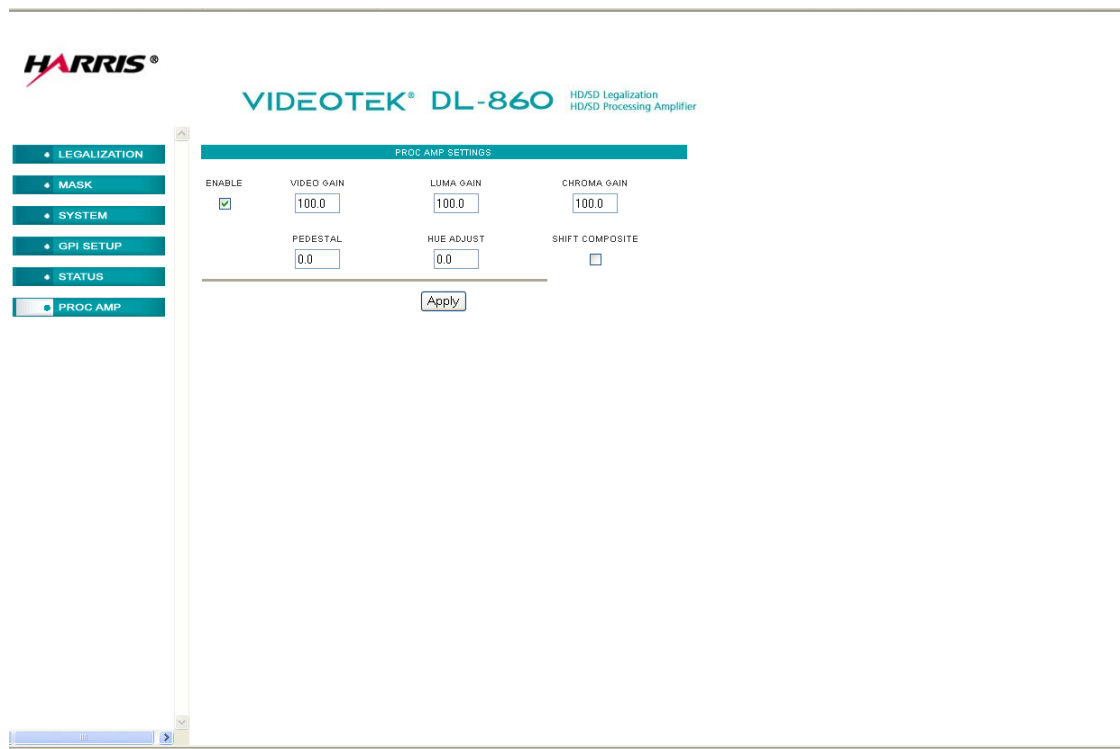 HARRIS®
VIDEOTEK® DL-860
HD/SD Legalization
HD/SD Processing Amplifier
LEGALIZATION
MASK
SYSTEM
GPI SETUP
STATUS
PROC AMP
PROC AMP SETTINGS
ENABLE VIDEO GAIN LUMA GAIN CHROMA GAIN
100.0 100.0 100.0
PEDESTAL HUE ADJUST SHIFT COMPOSITE
0.0 0.0
Apply